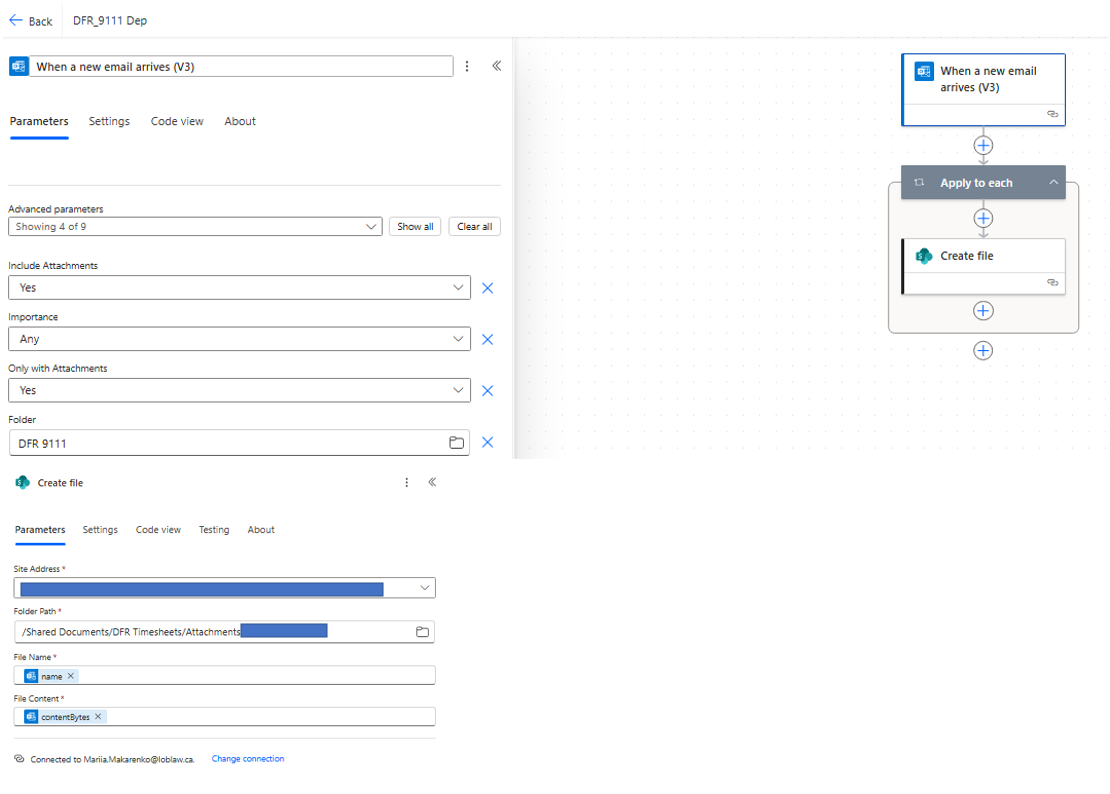 Back DFR_9111 Dep
When a new email arrives (V3)
Parameters Settings Code view About
Advanced parameters
Showing 4 of 9 Show all Clear all
Include Attachments
Yes
Importance
Any
Only with Attachments
Yes
Folder
DFR 9111
When a new email
arrives (V3)
Apply to each
Create file
Create file
Parameters Settings Code view Testing About
Site Address *
Folder Path *
/Shared Documents/DFR Timesheets/Attachments
File Name *
name
File Content *
contentBytes
Connected to Mariia.Makarenko@loblaw.ca. Change connection